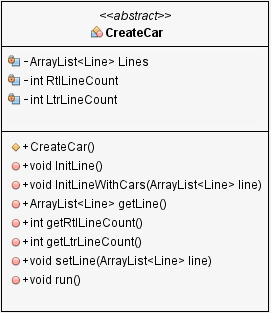 <<abstract>>
CreateCar
-ArrayList<Line> Lines
-int RtlLineCount
-int LtrLineCount
+CreateCar()
+void InitLine()
+void InitLineWithCars(ArrayList<Line> line)
+ArrayList<Line> getLine()
+int getRtlLineCount()
+int getLtrLineCount()
+void setLine(ArrayList<Line> line)
+void run()